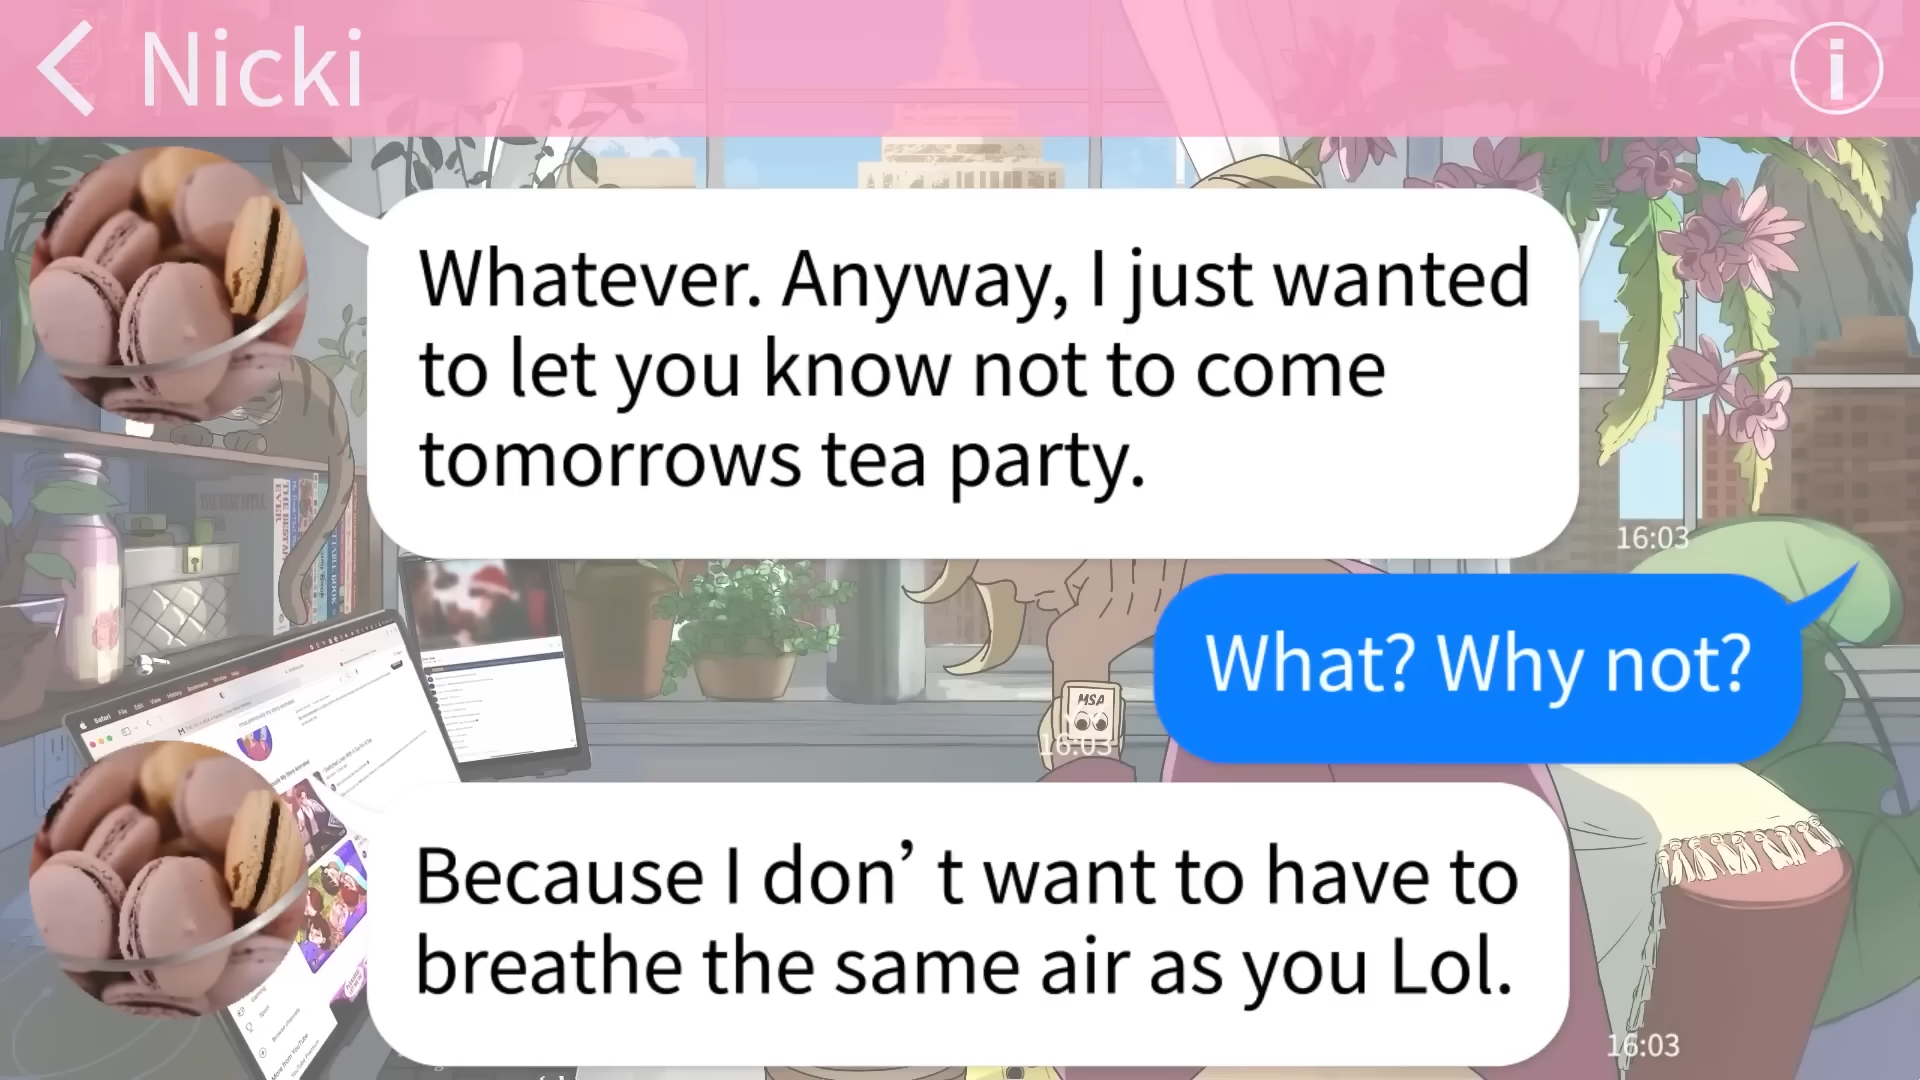 Nicki
Whatever. Anyway, I just wanted
to let you know not to come
tomorrows tea party.
16:03
What? Why not?
MSA
16:03
Because I don’t want to have to
breathe the same air as you Lol.
16:03